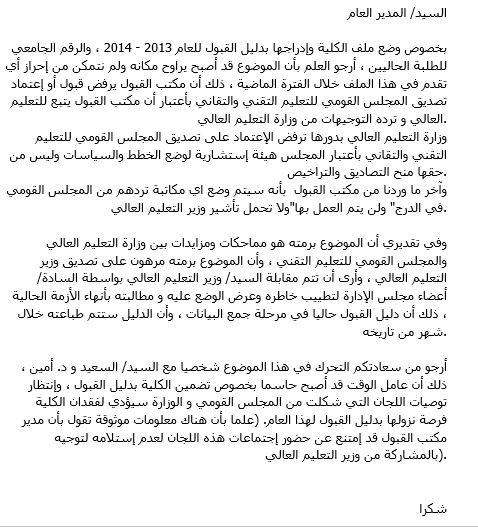 السيد/ المدير العام
بخصوص وضع ملف الكلية وإدراجها بدليل القبول للعام 2013 - 2014 ، والرقم الجامعي
للطلبة الحاليين ، أرجو العلم بأن الموضوع قد أصبح يراوح مكانه ولم نتمكن من إحراز أي
تقدم في هذا الملف خلال الفترة الماضية ، ذلك أن مكتب القبول يرفض قبول أو إعتماد
تصديق المجلس القومي للتعليم التقني والتقاني بأعتبار أن مكتب القبول يتبع للتعليم
.العالي و ترده التوجيهات من وزارة التعليم العالي
وزارة التعليم العالي بدورها ترفض الإعتماد على تصديق المجلس القومي للتعليم
التقني والتقاني بأعتبار المجلس هيئة إستشارية لوضع الخطط والسياسات وليس من
.حقها منح التصاديق والتراخيص
وآخر ما وردنا من مكتب القبول بأنه سيتم وضع اي مكاتبة تردهم من المجلس القومي
.في الدرج" ولن يتم العمل بها"ولا تحمل تأشير وزير التعليم العالي
وفي تقديري أن الموضوع برمته هو مماحكات ومزايدات بين وزارة التعليم العالي
والمجلس القومي للتعليم التقني ، وأن الموضوع برمته مرهون على تصديق وزير
التعليم العالي ، وأرى أن تتم مقابلة السيد/ وزير التعليم العالي بواسطة السادة/
أعضاء مجلس الإدارة لتطييب خاطره وعرض الوضع عليه و مطالبته بأنهاء الأزمة الحالية
، ذلك أن دليل القبول حاليا في مرحلة جمع البيانات ، وأن الدليل ستتم طباعته خلال
.شهر من تاريخه
أرجو من سعادتكم التحرك في هذا الموضوع شخصيا مع السيد/ السعيد و د. أمين ،
ذلك أن عامل الوقت قد أصبح حاسما بخصوص تضمين الكلية بدليل القبول ، وإنتظار
توصيات اللجان التي شكلت من المجلس القومي و الوزارة سيؤدي لفقدان الكلية
فرصة نزولها بدليل القبول لهذا العام. (علما بأن هناك معلومات موثوقة تقول بأن مدير
مكتب القبول قد إمتنع عن حضور إجتماعات هذه اللجان لعدم إستلامه لتوجيه
.(بالمشاركة من وزير التعليم العالي
شكرا